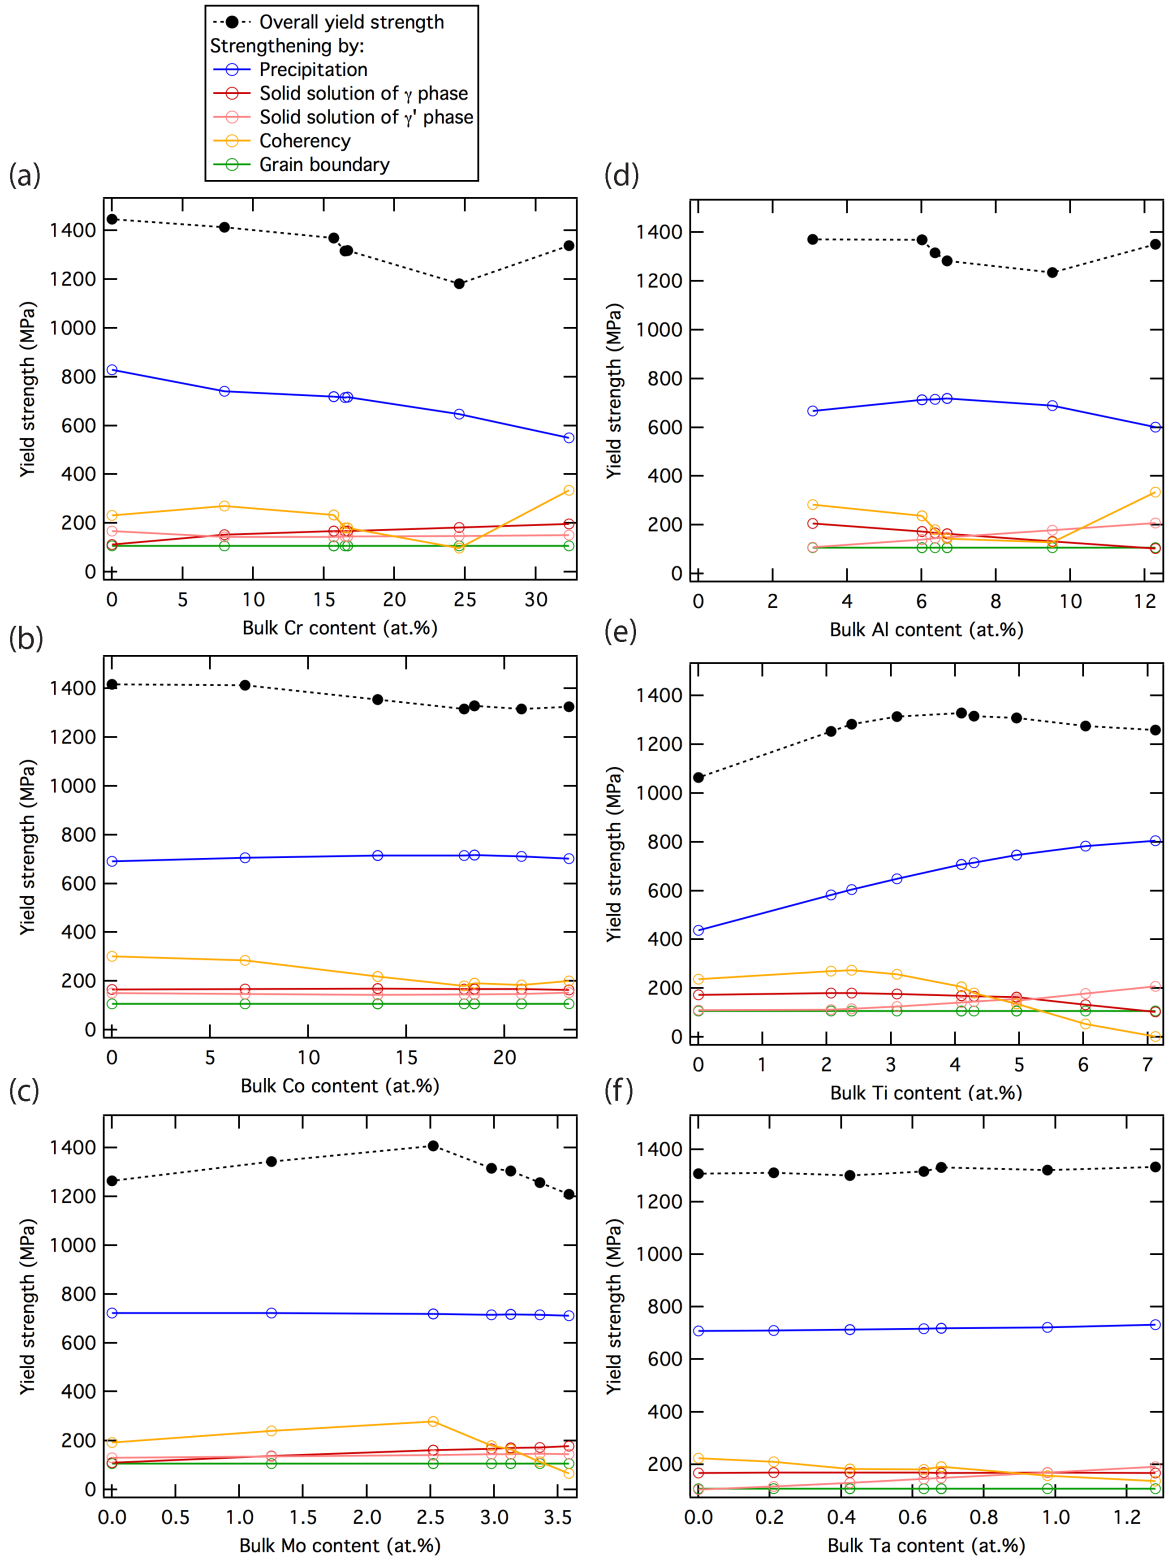 Overall yield strength
Strengthening by:
Precipitation
Solid solution of γ phase
Solid solution of γ' phase
Coherency
Grain boundary
(a)
Yield strength (MPa)
1400
1200
1000
800
600
400
200
0
0 5 10 15 20 25 30
Bulk Cr content (at.%)
(d)
Yield strength (MPa)
1400
1200
1000
800
600
400
200
0
0 2 4 6 8 10 12
Bulk Al content (at.%)
(b)
Yield strength (MPa)
1400
1200
1000
800
600
400
200
0
0 5 10 15 20
Bulk Co content (at.%)
(e)
Yield strength (MPa)
1400
1200
1000
800
600
400
200
0
0 1 2 3 4 5 6 7
Bulk Ti content (at.%)
(c)
Yield strength (MPa)
1400
1200
1000
800
600
400
200
0
0.0 0.5 1.0 1.5 2.0 2.5 3.0 3.5
Bulk Mo content (at.%)
(f)
Yield strength (MPa)
1400
1200
1000
800
600
400
200
0.0 0.2 0.4 0.6 0.8 1.0 1.2
Bulk Ta content (at.%)